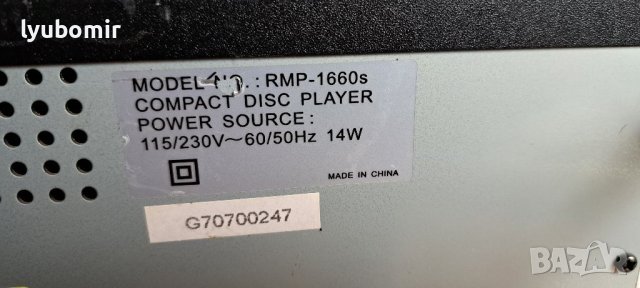 lyubomir
MODEL NO.: RMP-1660s
COMPACT DISC PLAYER
POWER SOURCE:
115/230V~60/50Hz 14W
MADE IN CHINA
G70700247
BAZAR